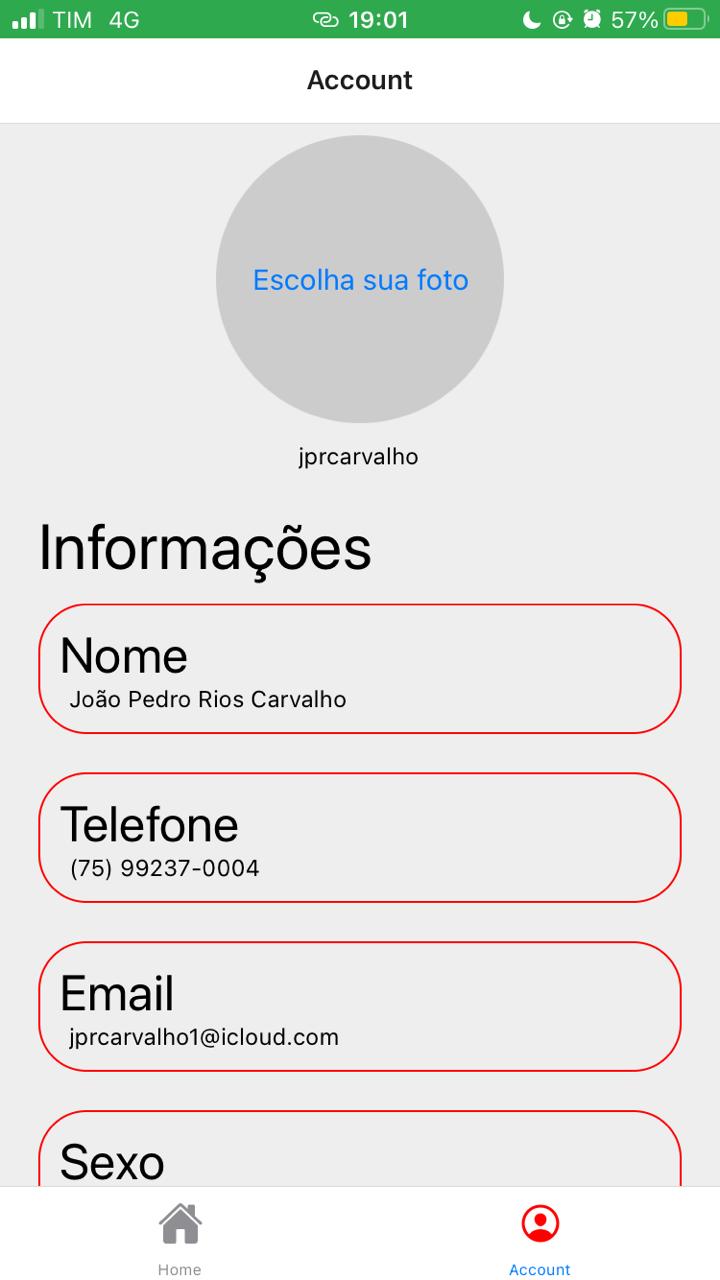 TIM 4G 19:01 57%
Account
Escolha sua foto
jprcarvalho
Informações
Nome
João Pedro Rios Carvalho
Telefone
(75) 99237-0004
Email
jprcarvalho1@icloud.com
Sexo
Home Account